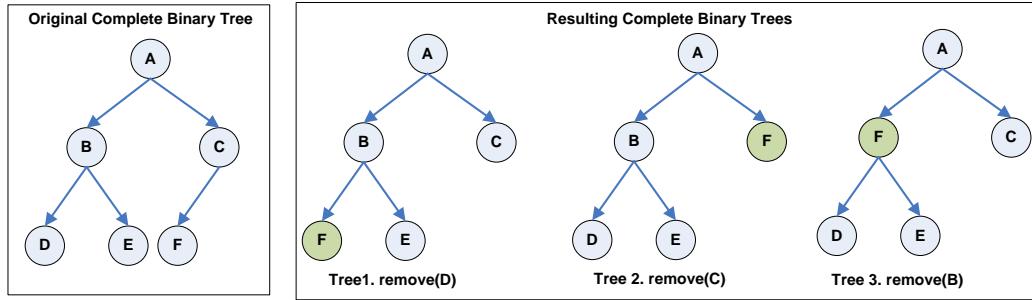 Original Complete Binary Tree
A
B
C
D
E
F
Resulting Complete Binary Trees
A
B
C
F
E
Tree1. remove(D)
A
B
F
D
E
Tree 2. remove(C)
A
F
C
D
E
Tree 3. remove(B)